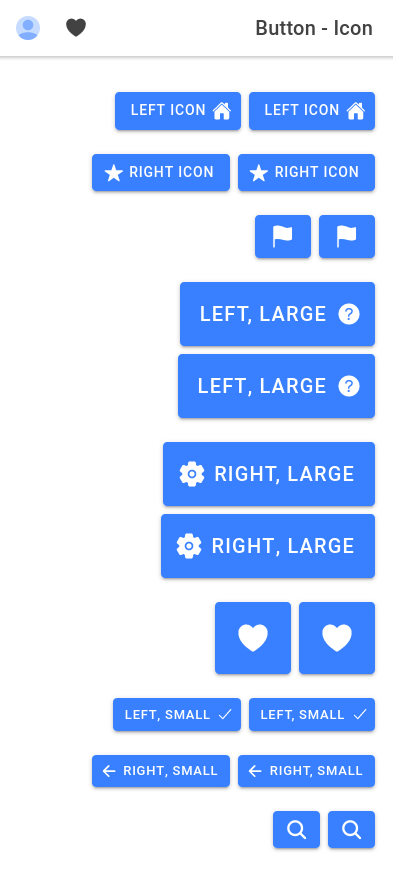 Button - Icon
LEFT ICON LEFT ICON
RIGHT ICON RIGHT ICON
LEFT, LARGE
LEFT, LARGE
RIGHT, LARGE
RIGHT, LARGE
LEFT, SMALL LEFT, SMALL
RIGHT, SMALL RIGHT, SMALL